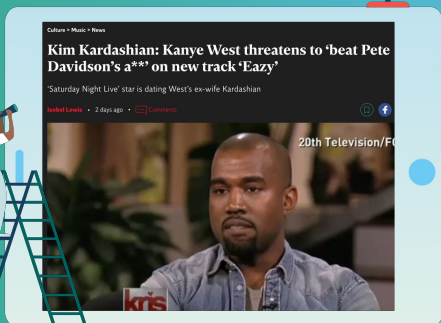 Culture > Music > News
Kim Kardashian: Kanye West threatens to ‘beat Pete
Davidson’s a**’ on new track ‘Eazy’
‘Saturday Night Live’ star is dating West’s ex-wife Kardashian
Isobel Lewis • 2 days ago • Comments
20th Television/FO
kris